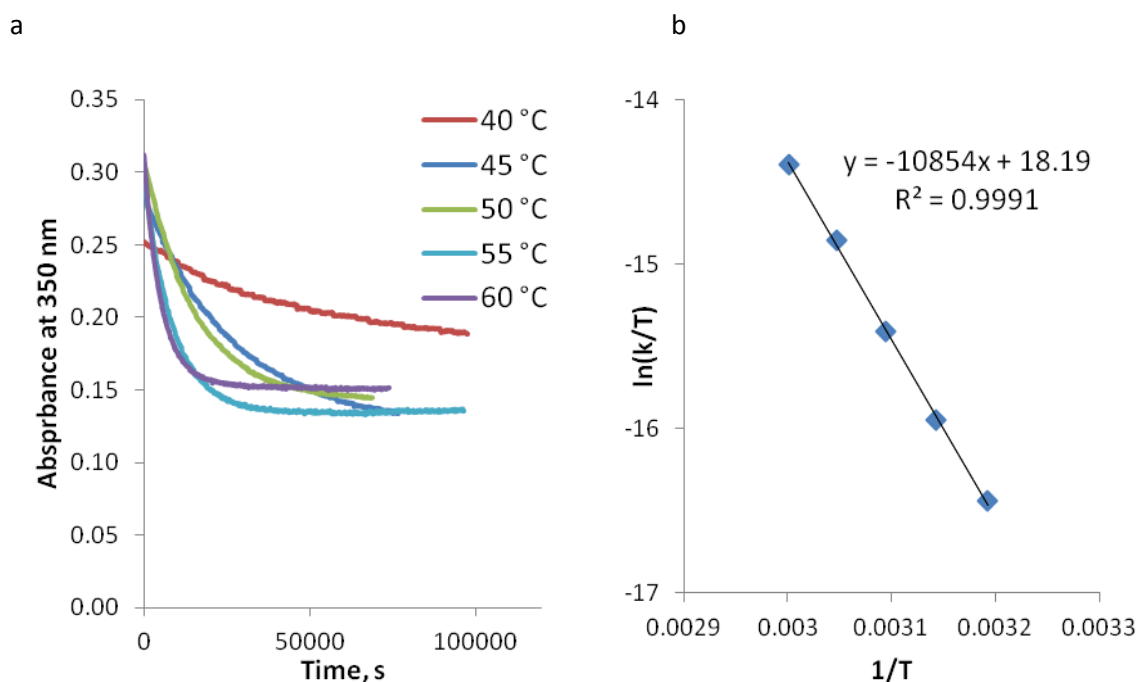 a
b
0.35
0.30
0.25
0.20
0.15
0.10
0.05
0.00
Absprbance at 350 nm
0
50000
100000
Time, s
40 °C
45 °C
50 °C
55 °C
60 °C
-14
-15
-16
-17
ln(k/T)
y = -10854x + 18.19
R² = 0.9991
0.0029
0.003
0.0031
0.0032
0.0033
1/T